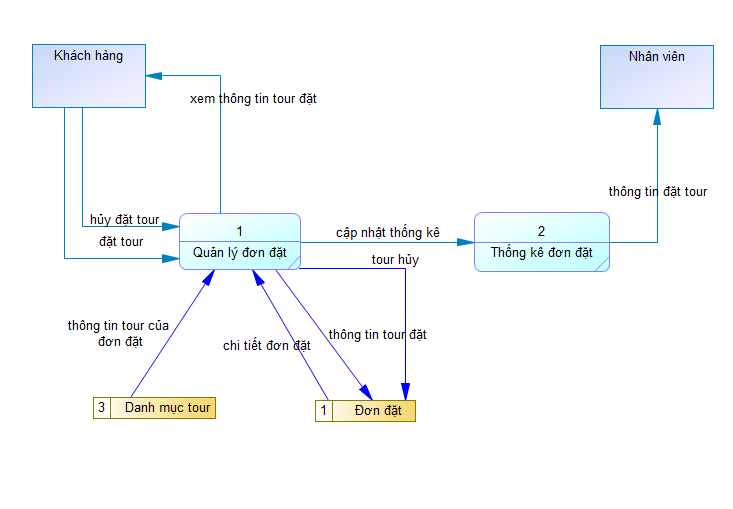 Khách hàng
Nhân viên
xem thông tin tour đặt
thông tin đặt tour
hủy đặt tour
đặt tour
1
Quản lý đơn đặt
cập nhật thống kê
2
Thống kê đơn đặt
tour hủy
thông tin tour của
đơn đặt
chi tiết đơn đặt
thông tin tour đặt
3 Danh mục tour
1 Đơn đặt